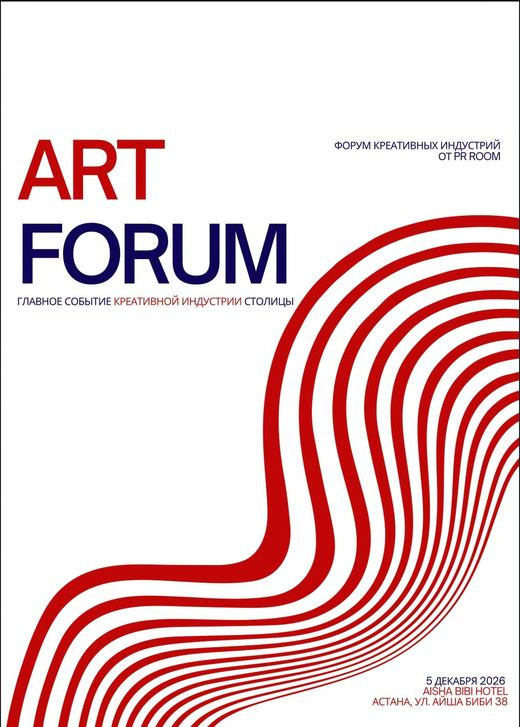 ART
FORUM
ФОРУМ КРЕАТИВНЫХ ИНДУСТРИЙ
ОТ PR ROOM
ГЛАВНОЕ СОБЫТИЕ КРЕАТИВНОЙ ИНДУСТРИИ СТОЛИЦЫ
5 ДЕКАБРЯ 2026
AISHA BIBI HOTEL
АСТАНА, УЛ. АЙША БИБИ 38